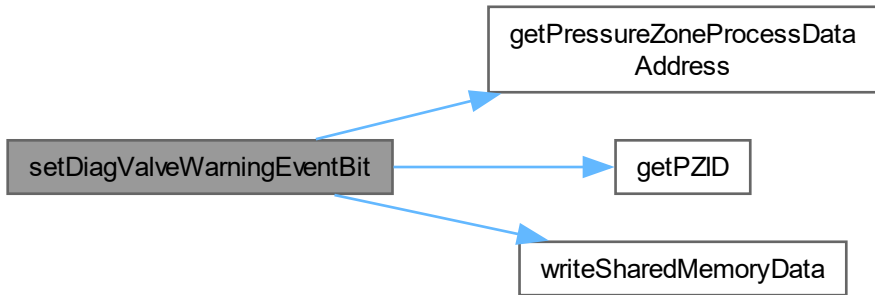 getPressureZoneProcessData
Address
setDiagValveWarningEventBit
getPZID
writeSharedMemoryData